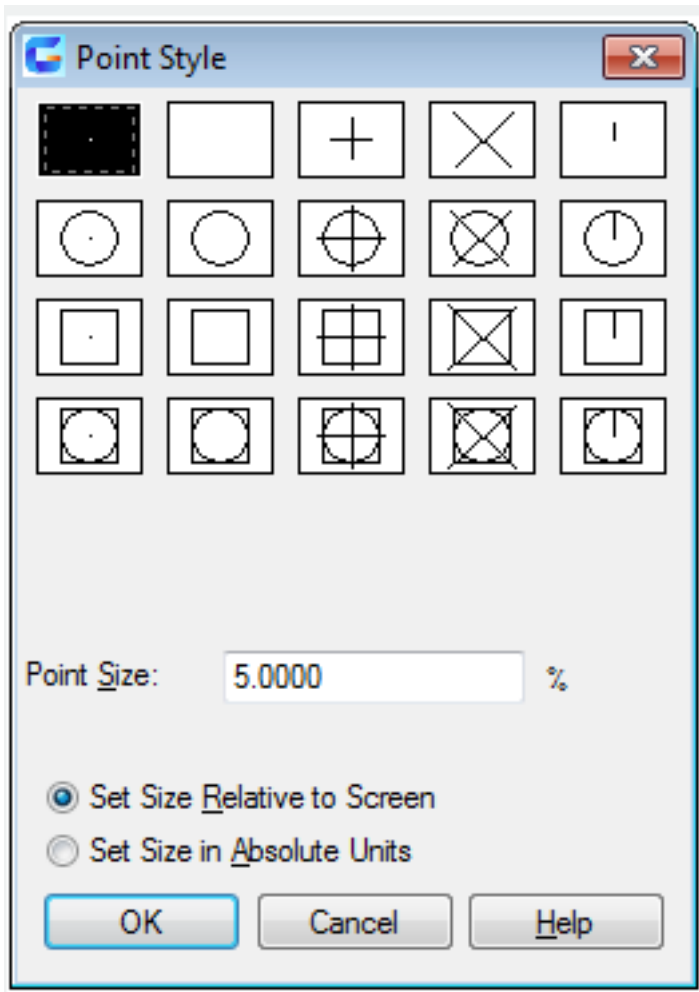 Point Style
Point Size: 5.0000 %
Set Size Relative to Screen
Set Size in Absolute Units
OK Cancel Help